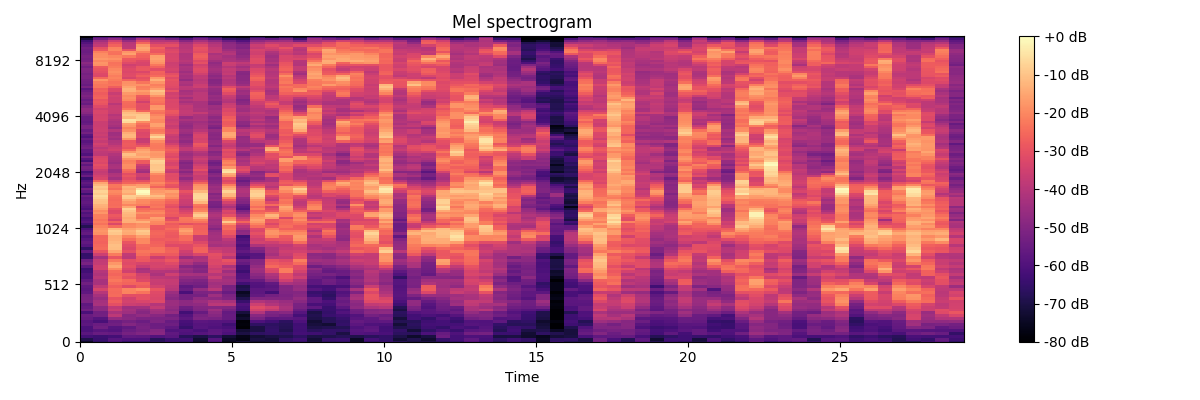 Mel spectrogram
8192
4096
2048
1024
512
0
Hz
0 5 10 15 20 25
Time
+0 dB
-10 dB
-20 dB
-30 dB
-40 dB
-50 dB
-60 dB
-70 dB
-80 dB